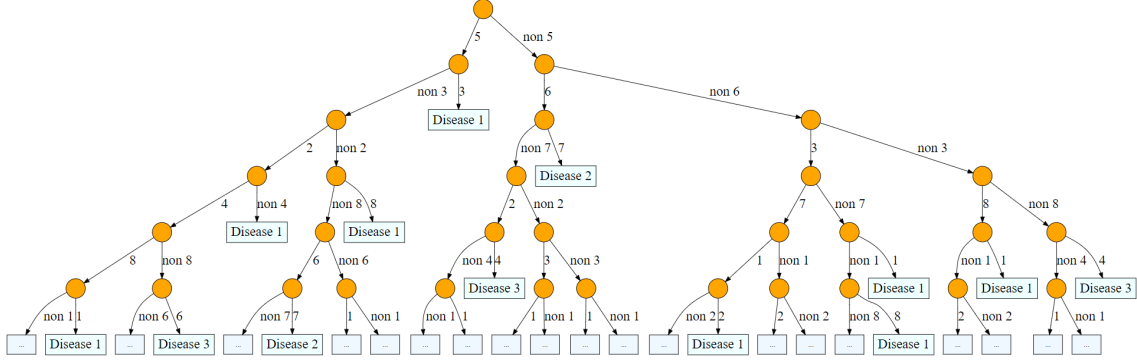 5 non 5
non 3 3 6 non 6
Disease 1
2 non 2 non 7 7 3 non 3
Disease 2
4 non 4 non 8 8 2 non 2 7 non 7 8 non 8
Disease 1 Disease 1
8 non 8 6 non 6 non 4 4 3 non 3 1 non 1 non 1 1 non 1 1 non 4 4
Disease 3 Disease 1 Disease 1 Disease 3
non 1 1 non 6 6 non 7 7 1 non 1 non 1 1 1 non 1 1 non 1 non 2 2 2 non 2 non 8 8 2 non 2 1 non 1
... Disease 1 ... Disease 3 ... Disease 2 ... ... ... ... ... ... ... ... ... Disease 1 ... ... ... Disease 1 ... ... ... ...